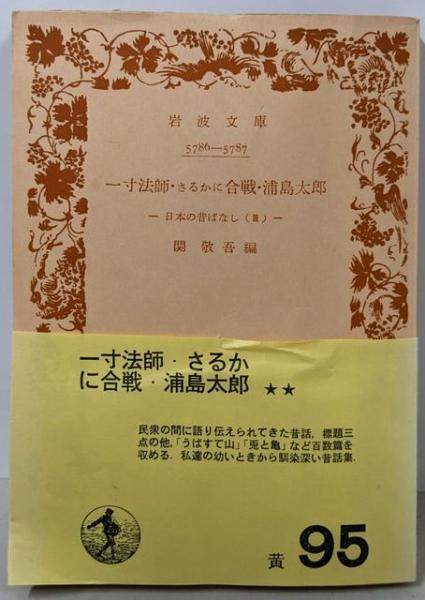 岩波文庫
5786—5787
一寸法師・さるかに合戦・浦島太郎
— 日本の昔ばなし(Ⅲ) —
関敬吾編
一寸法師・さるか
に合戦・浦島太郎 ★★
民衆の間に語り伝えられてきた昔話. 標題三
点の他,「うばすて山」「兎と亀」など百数篇を
収める. 私達の幼いときから馴染深い昔話集.
黄 95